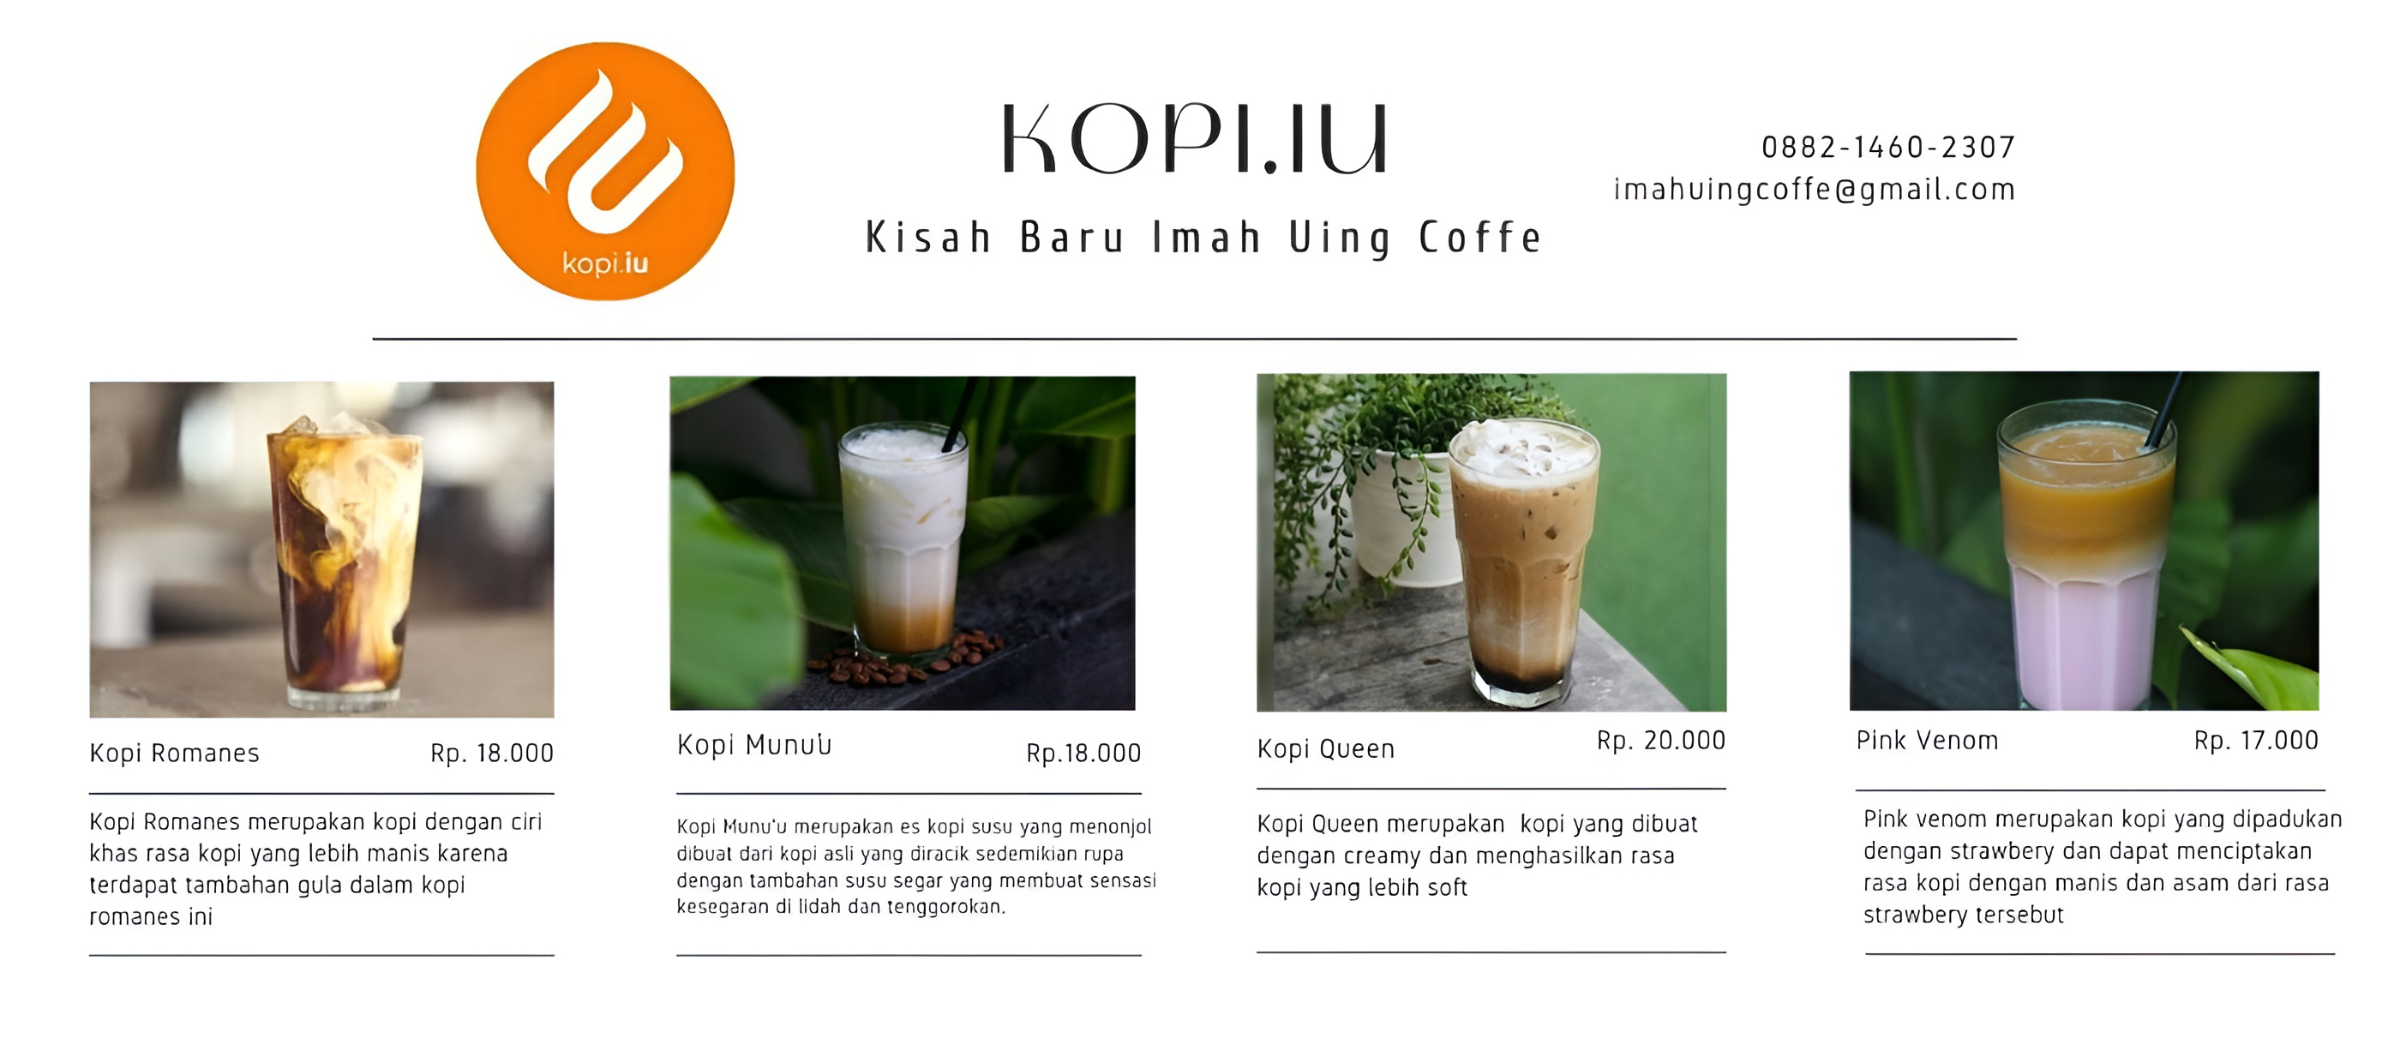 kopi.iu
KOPI.IU
Kisah Baru Imah Uing Coffe
0882-1460-2307
imahuingcoffe@gmail.com
Kopi Romanes Rp. 18.000
Kopi Romanes merupakan kopi dengan ciri
khas rasa kopi yang lebih manis karena
terdapat tambahan gula dalam kopi
romanes ini
Kopi Munu'u Rp.18.000
Kopi Munu'u merupakan es kopi susu yang menonjol
dibuat dari kopi asli yang diracik sedemikian rupa
dengan tambahan susu segar yang membuat sensasi
kesegaran di lidah dan tenggorokan.
Kopi Queen Rp. 20.000
Kopi Queen merupakan  kopi yang dibuat
dengan creamy dan menghasilkan rasa
kopi yang lebih soft
Pink Venom Rp. 17.000
Pink venom merupakan kopi yang dipadukan
dengan strawbery dan dapat menciptakan
rasa kopi dengan manis dan asam dari rasa
strawbery tersebut